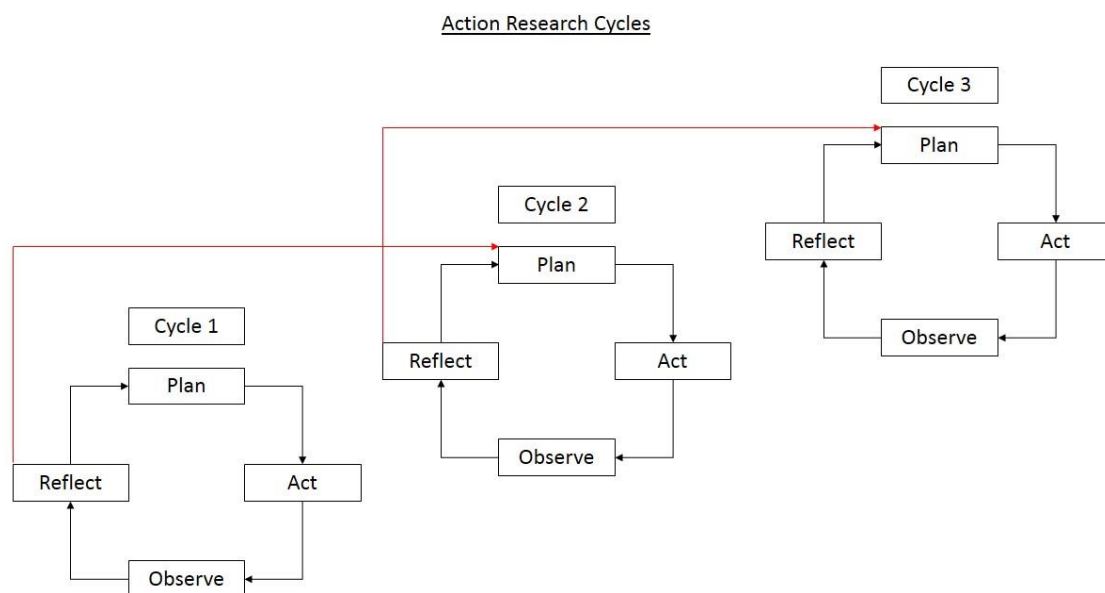 Action Research Cycles
Cycle 3
Plan
Reflect
Act
Observe
Cycle 2
Plan
Reflect
Act
Observe
Cycle 1
Plan
Reflect
Act
Observe